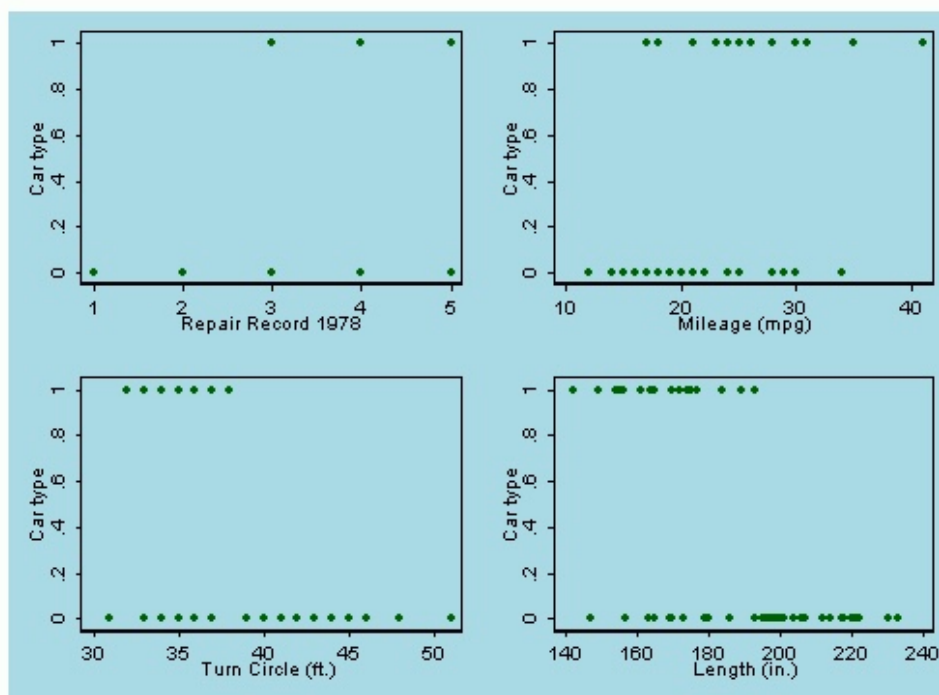 Car type
0 .2 .4 .6 .8 1
1 2 3 4 5
Repair Record 1978
Car type
0 .2 .4 .6 .8 1
10 20 30 40
Mileage (mpg)
Car type
0 .2 .4 .6 .8 1
30 35 40 45 50
Turn Circle (ft.)
Car type
0 .2 .4 .6 .8 1
140 160 180 200 220 240
Length (in.)